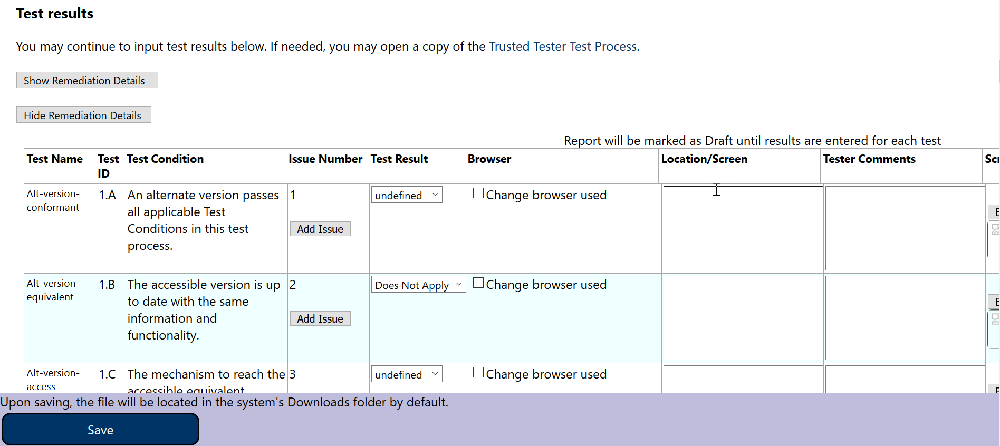 Test results
You may continue to input test results below. If needed, you may open a copy of the Trusted Tester Test Process.
Show Remediation Details
Hide Remediation Details
Report will be marked as Draft until results are entered for each test
Test Name
Test
ID
Test Condition
Issue Number
Test Result
Browser
Location/Screen
Tester Comments
Alt-version-
conformant
1.A
An alternate version passes
all applicable Test
Conditions in this test
process.
1
Add Issue
undefined
Change browser used
Alt-version-
equivalent
1.B
The accessible version is up
to date with the same
information and
functionality.
2
Add Issue
Does Not Apply
Change browser used
Alt-version-
access
1.C
The mechanism to reach the
accessible equivalent
3
undefined
Change browser used
Upon saving, the file will be located in the system's Downloads folder by default.
Save